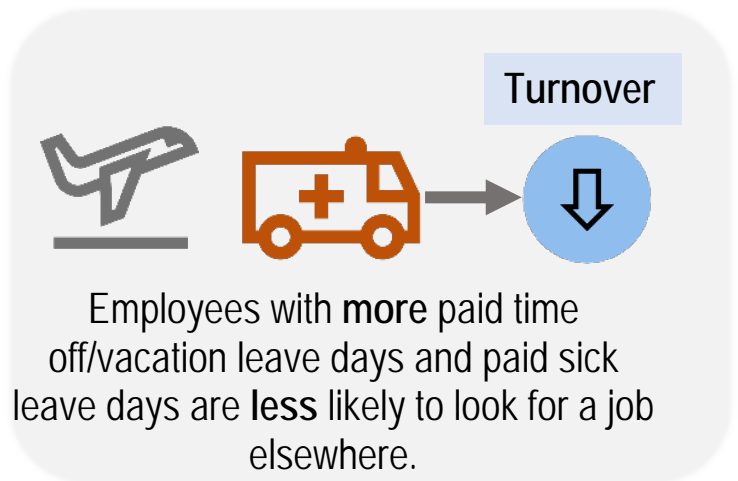 Turnover
Employees with more paid time
off/vacation leave days and paid sick
leave days are less likely to look for a job
elsewhere.